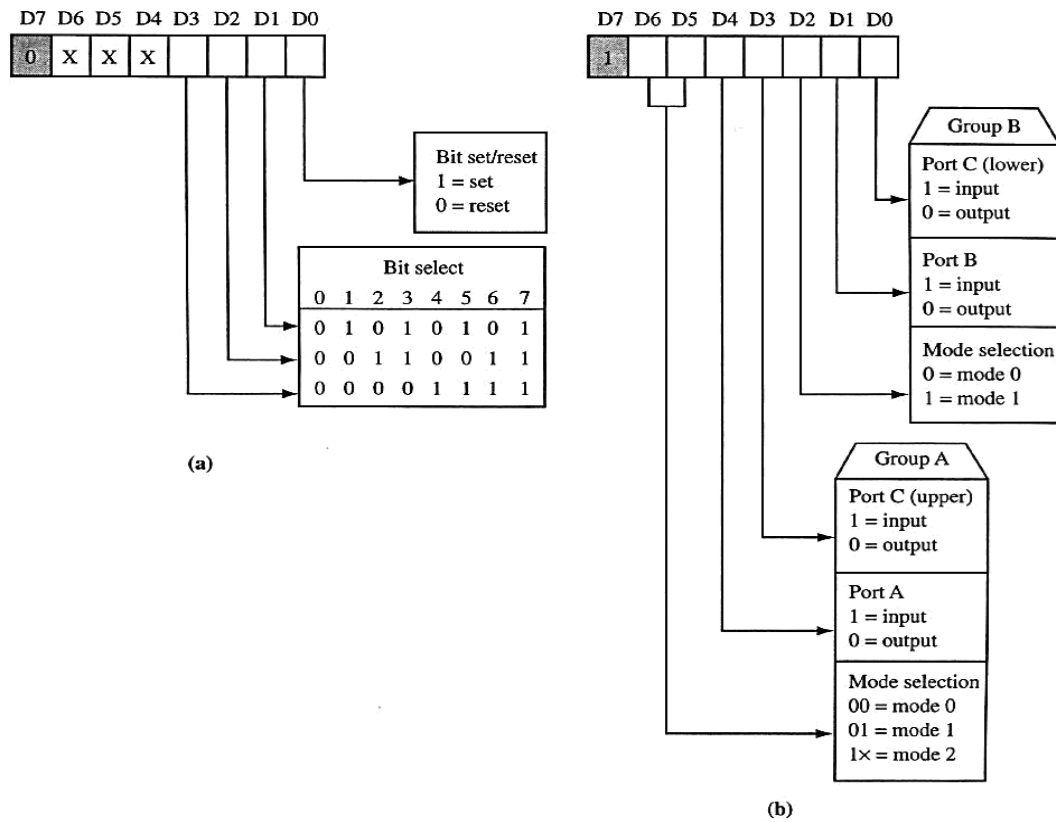 D7 D6 D5 D4 D3 D2 D1 D0
0 X X X
Bit set/reset
1 = set
0 = reset
Bit select
0 1 2 3 4 5 6 7
0 1 0 1 0 1 0 1
0 0 1 1 0 0 1 1
0 0 0 0 1 1 1 1
(a)
D7 D6 D5 D4 D3 D2 D1 D0
1
Group B
Port C (lower)
1 = input
0 = output
Port B
1 = input
0 = output
Mode selection
0 = mode 0
1 = mode 1
Group A
Port C (upper)
1 = input
0 = output
Port A
1 = input
0 = output
Mode selection
00 = mode 0
01 = mode 1
1× = mode 2
(b)